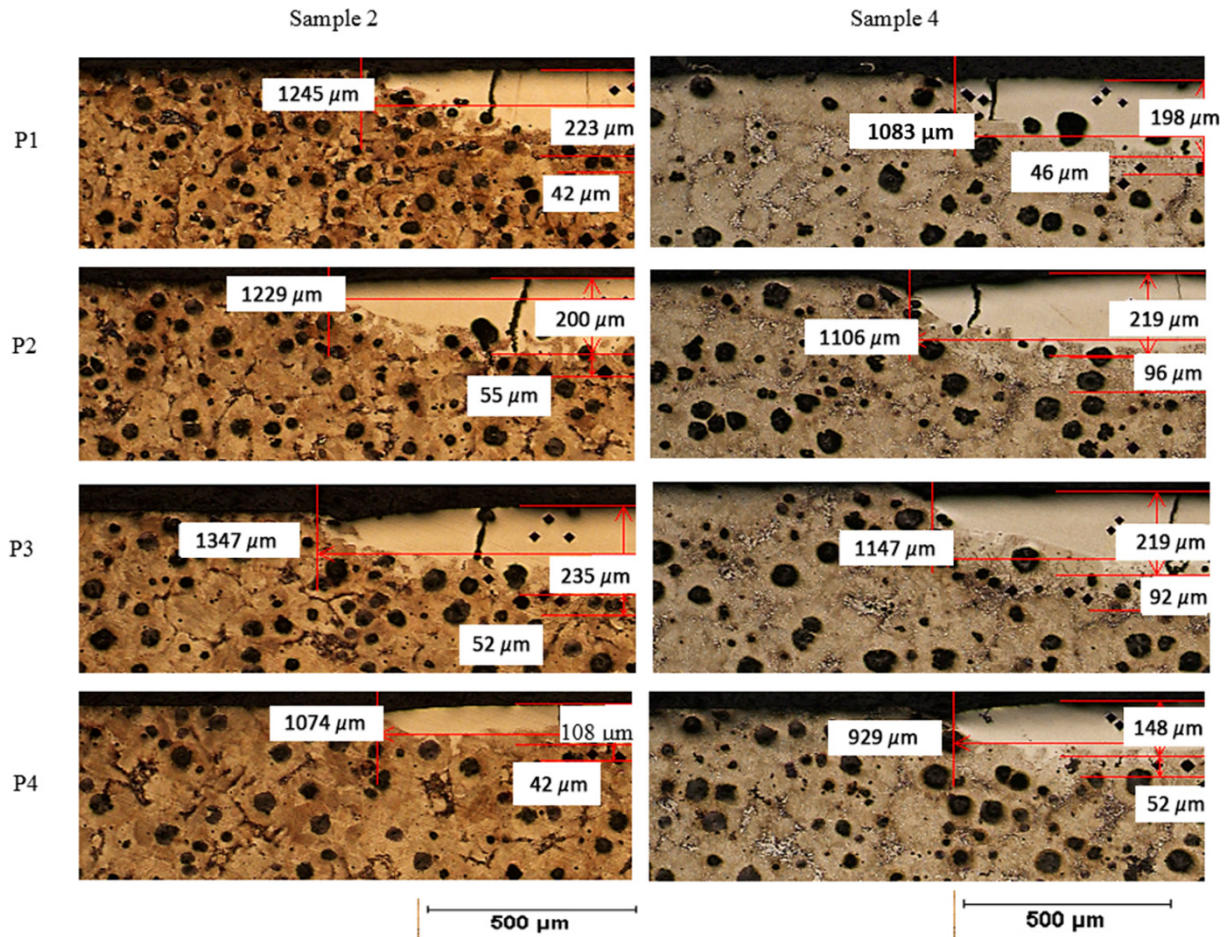 Sample 2
Sample 4
P1
1245 μm
223 μm
42 μm
1083 μm
198 μm
46 μm
P2
1229 μm
200 μm
55 μm
1106 μm
219 μm
96 μm
P3
1347 μm
235 μm
52 μm
1147 μm
219 μm
92 μm
P4
1074 μm
108 μm
42 μm
929 μm
148 μm
52 μm
500 μm
500 μm